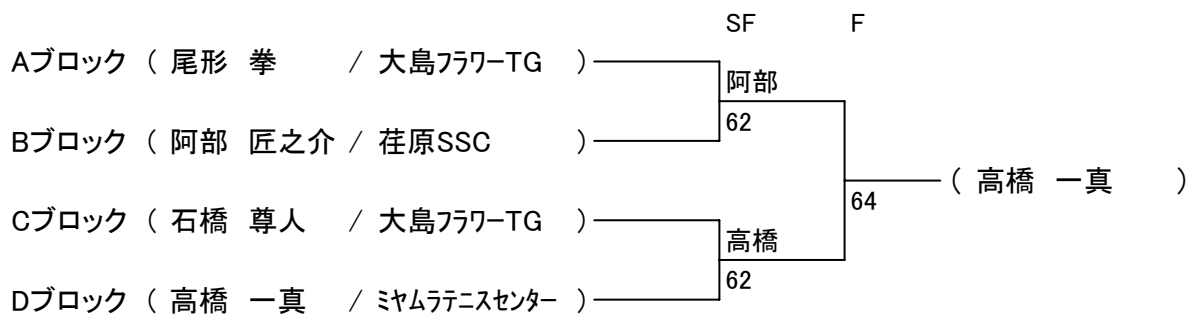 SF F
Aブロック ( 尾形 拳 / 大島ﾌﾗﾜｰTG )
阿部
62
Bブロック ( 阿部 匠之介 / 荏原SSC )
( 高橋 一真 )
64
Cブロック ( 石橋 尊人 / 大島ﾌﾗﾜｰTG )
高橋
62
Dブロック ( 高橋 一真 / ﾐヤﾑﾗﾃﾆｽｾﾝﾀｰ )